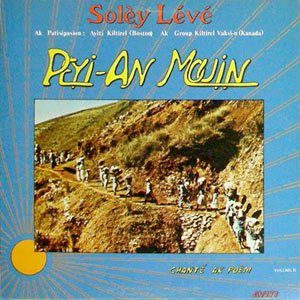 Solèy Lévé
Ak Patisipasion: Ayiti Kiltirel (Boston) Ak Group Kiltirel Vaksi-n (Kanada)
Peyi-An Mouin
CHANTÉ AK POÈM
VOLUME II